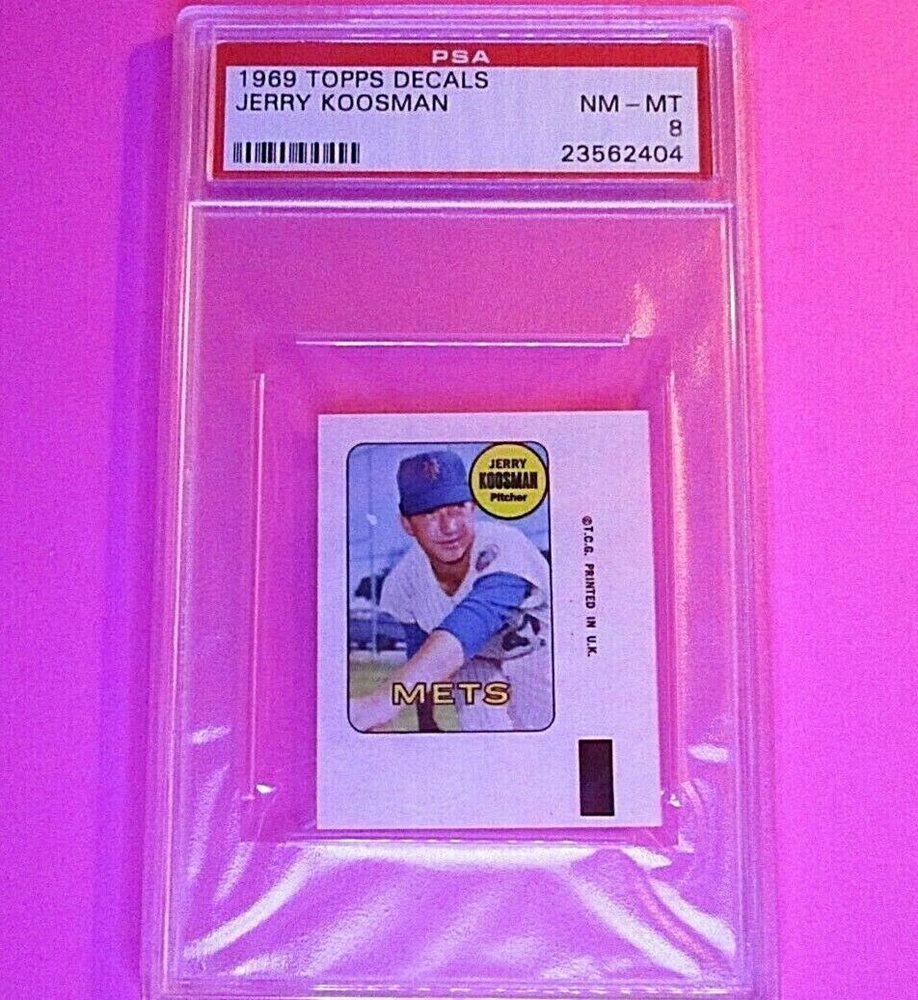 PSA
1969 TOPPS DECALS
JERRY KOOSMAN NM - MT
8
23562404
JERRY
KOOSMAN
Pitcher
©T.C.G. PRINTED IN U.K.
METS